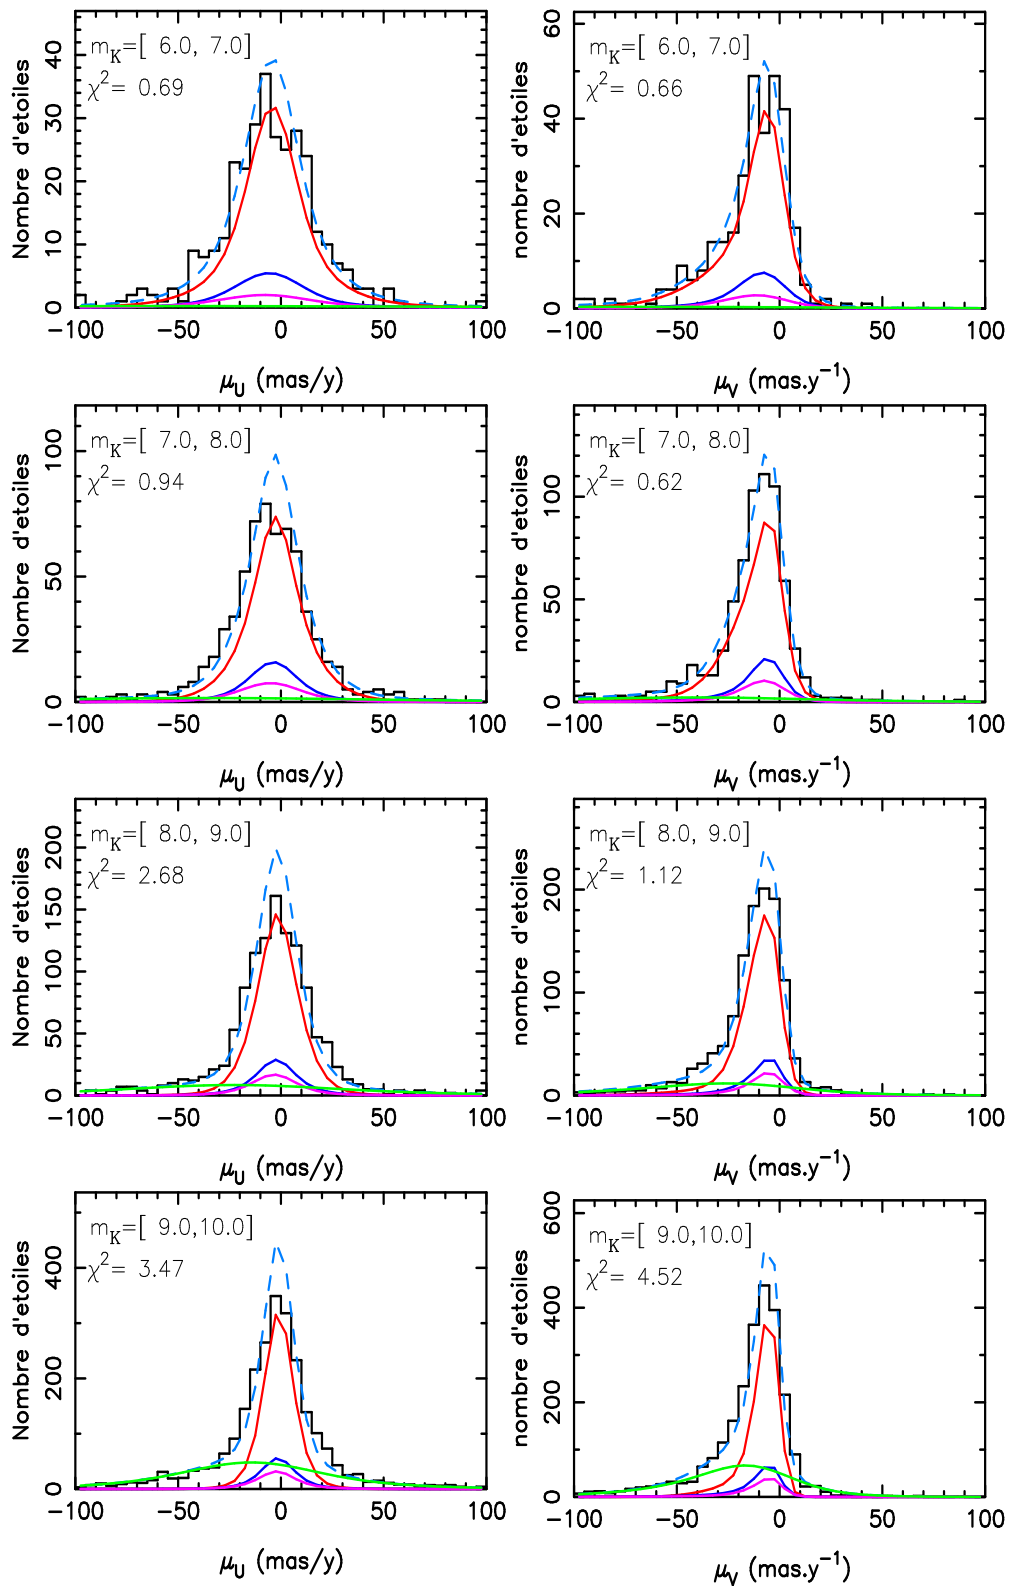 m_K=[ 6.0, 7.0]
χ²= 0.69
Nombre d'etoiles
40
30
20
10
0
−100 −50 0 50 100
μ_U (mas/y)
m_K=[ 6.0, 7.0]
χ²= 0.66
nombre d'etoiles
60
40
20
0
−100 −50 0 50 100
μ_V (mas.y⁻¹)
m_K=[ 7.0, 8.0]
χ²= 0.94
Nombre d'etoiles
100
50
0
−100 −50 0 50 100
μ_U (mas/y)
m_K=[ 7.0, 8.0]
χ²= 0.62
nombre d'etoiles
100
50
0
−100 −50 0 50 100
μ_V (mas.y⁻¹)
m_K=[ 8.0, 9.0]
χ²= 2.68
Nombre d'etoiles
200
150
100
50
0
−100 −50 0 50 100
μ_U (mas/y)
m_K=[ 8.0, 9.0]
χ²= 1.12
nombre d'etoiles
200
100
0
−100 −50 0 50 100
μ_V (mas.y⁻¹)
m_K=[ 9.0,10.0]
χ²= 3.47
Nombre d'etoiles
400
200
0
−100 −50 0 50 100
μ_U (mas/y)
m_K=[ 9.0,10.0]
χ²= 4.52
nombre d'etoiles
600
400
200
0
−100 −50 0 50 100
μ_V (mas.y⁻¹)